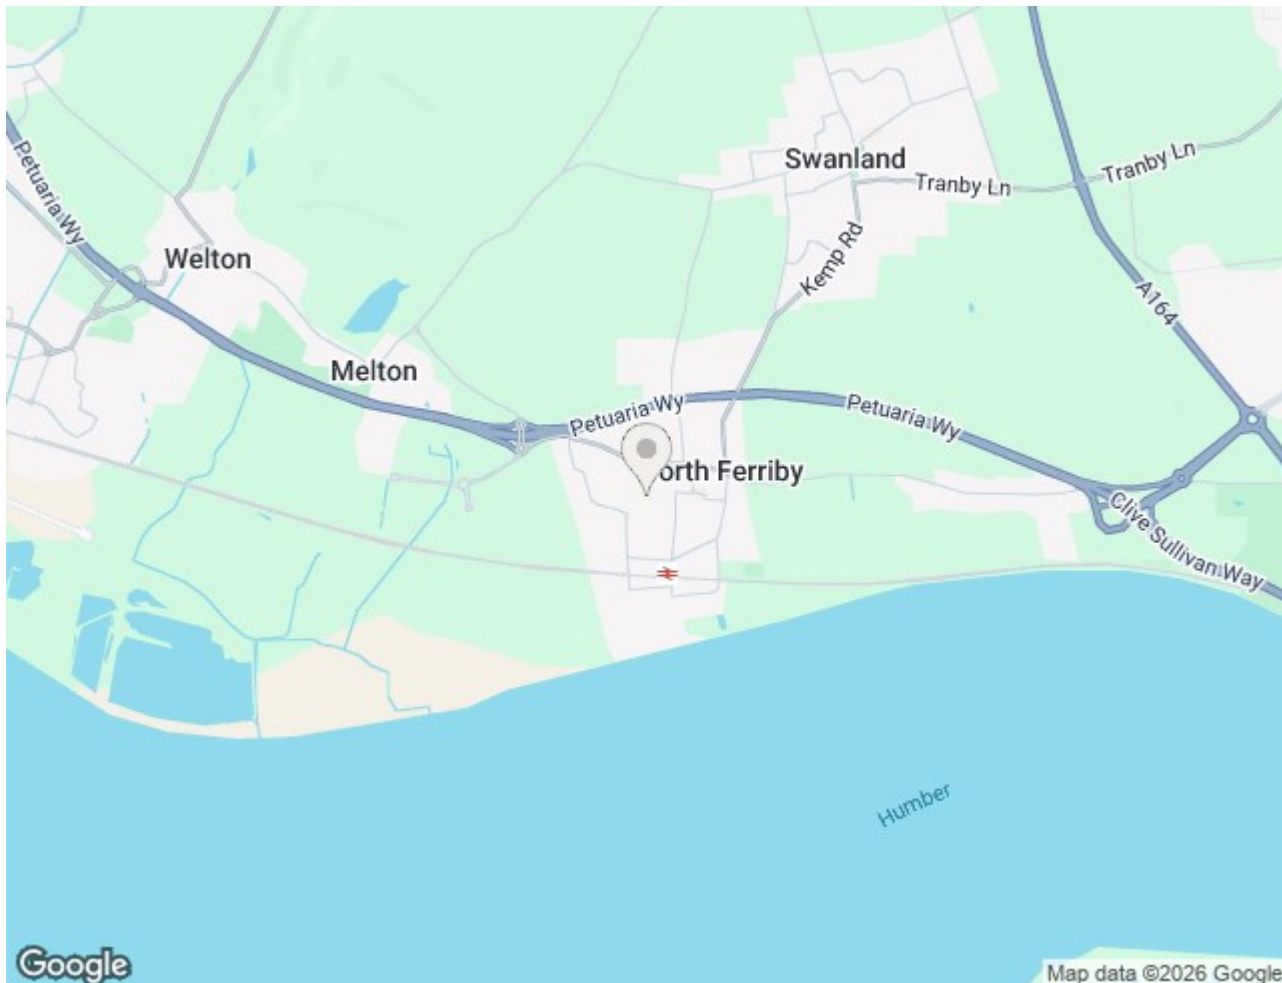 Swanland
Tranby Ln
Tranby Ln
Petuaria Wy
Welton
Kemp Rd
A164
Melton
Petuaria Wy
Petuaria Wy
orth Ferriby
Clive Sullivan Way
Humber
Google
Map data ©2026 Google